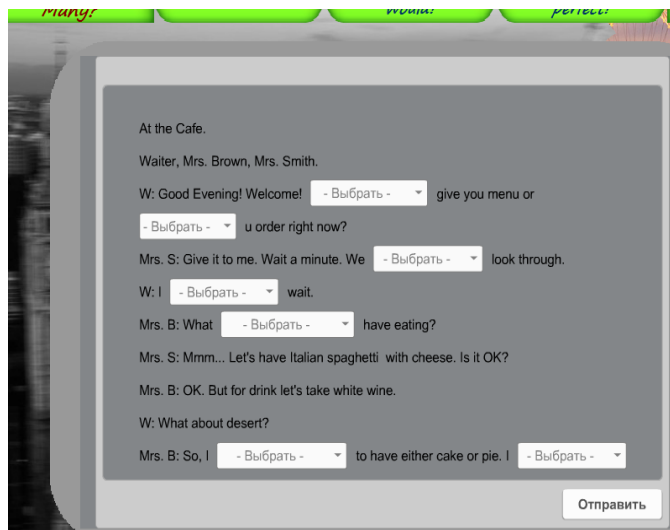 Many?
Would?
perfect?
At the Cafe.
Waiter, Mrs. Brown, Mrs. Smith.
W: Good Evening! Welcome! - Выбрать - give you menu or
- Выбрать - u order right now?
Mrs. S: Give it to me. Wait a minute. We - Выбрать - look through.
W: I - Выбрать - wait.
Mrs. B: What - Выбрать - have eating?
Mrs. S: Mmm... Let's have Italian spaghetti with cheese. Is it OK?
Mrs. B: OK. But for drink let's take white wine.
W: What about desert?
Mrs. B: So, I - Выбрать - to have either cake or pie. I - Выбрать -
Отправить